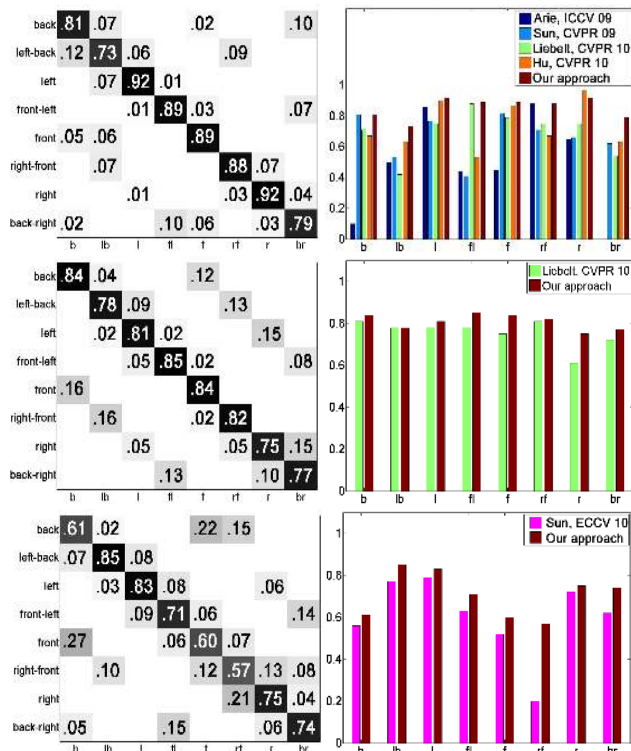 back .81 .07 .02 .10
left-back .12 .73 .06 .09
left .07 .92 .01
front-left .01 .89 .03 .07
front .05 .06 .89
right-front .07 .88 .07
right .01 .03 .92 .04
back-right .02 .10 .06 .03 .79
b lb l fl f rf r br
Arie, ICCV 09
Sun, CVPR 09
Liebelt, CVPR 10
Hu, CVPR 10
Our approach
1
0.8
0.6
0.4
0.2
0
b lb l fl f rf r br
back .84 .04 .12
left-back .78 .09 .13
left .02 .81 .02 .15
front-left .05 .85 .02 .08
front .16 .84
right-front .16 .02 .82
right .05 .05 .75 .15
back-right .13 .10 .77
b lb l fl f rf r br
Liebelt, CVPR 10
Our approach
1
0.8
0.6
0.4
0.2
0
b lb l fl f rf r br
back .61 .02 .22 .15
left-back .07 .85 .08
left .03 .83 .08 .06
front-left .09 .71 .06 .14
front .27 .06 .60 .07
right-front .10 .12 .57 .13 .08
right .21 .75 .04
back-right .05 .15 .06 .74
b lb l fl f rf r br
Sun, ECCV 10
Our approach
1
0.8
0.6
0.4
0.2
0
b lb l fl f rf r br